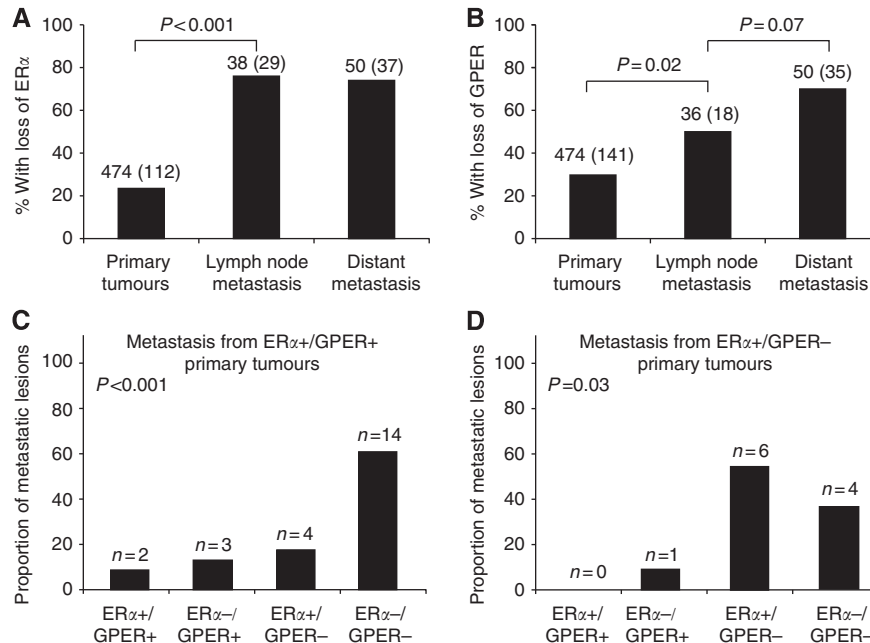 A
% With loss of ERα
100
80
60
40
20
0
P<0.001
474 (112)
38 (29)
50 (37)
Primary tumours
Lymph node metastasis
Distant metastasis
B
% With loss of GPER
100
80
60
40
20
0
P=0.02
P=0.07
474 (141)
36 (18)
50 (35)
Primary tumours
Lymph node metastasis
Distant metastasis
C
Proportion of metastatic lesions
100
80
60
40
20
0
Metastasis from ERα+/GPER+
primary tumours
P<0.001
n=2
n=3
n=4
n=14
ERα+/ GPER+
ERα−/ GPER+
ERα+/ GPER−
ERα−/ GPER−
D
Proportion of metastatic lesions
100
80
60
40
20
0
Metastasis from ERα+/GPER−
primary tumours
P=0.03
n=0
n=1
n=6
n=4
ERα+/ GPER+
ERα−/ GPER+
ERα+/ GPER−
ERα−/ GPER−